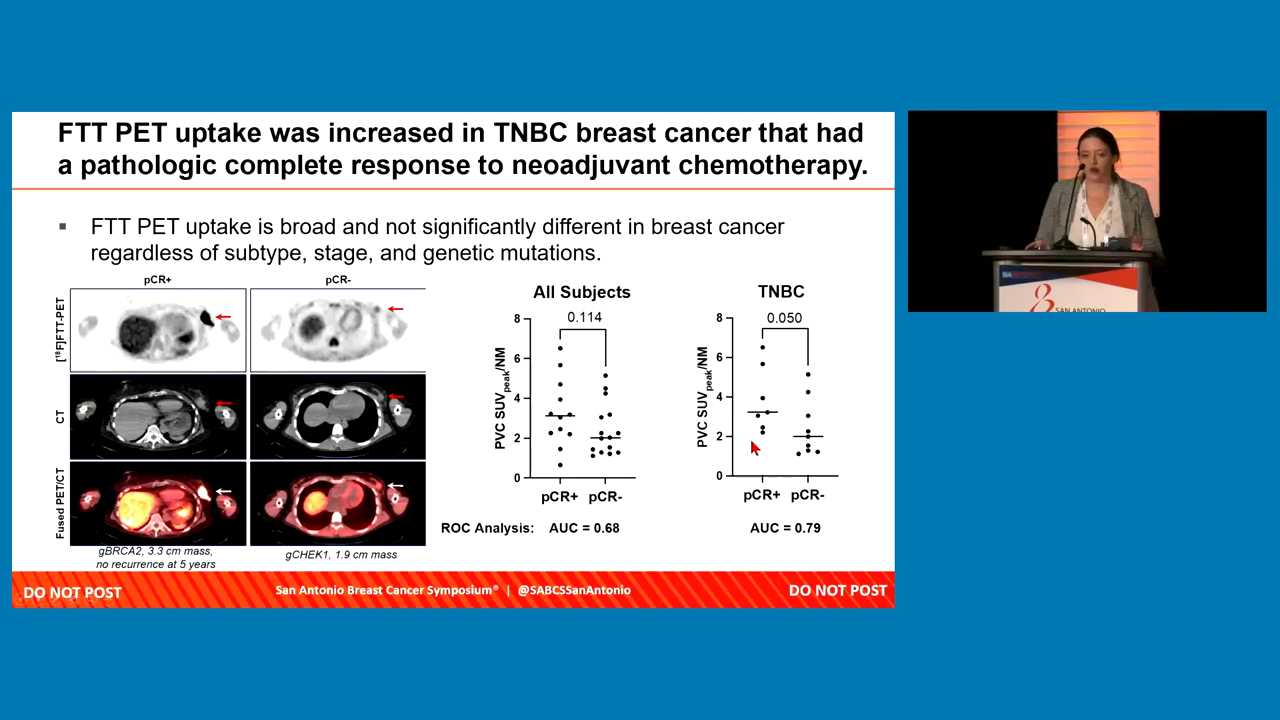 FTT PET uptake was increased in TNBC breast cancer that had
a pathologic complete response to neoadjuvant chemotherapy.
▪ FTT PET uptake is broad and not significantly different in breast cancer
regardless of subtype, stage, and genetic mutations.
pCR+
pCR-
[¹⁸F]FTT-PET
CT
Fused PET/CT
gBRCA2, 3.3 cm mass,
no recurrence at 5 years
gCHEK1, 1.9 cm mass
All Subjects
0.114
PVC SUVpeak/NM
8
6
4
2
0
pCR+ pCR-
TNBC
0.050
PVC SUVpeak/NM
8
6
4
2
0
pCR+ pCR-
ROC Analysis: AUC = 0.68
AUC = 0.79
DO NOT POST
San Antonio Breast Cancer Symposium® | @SABCSSanAntonio
DO NOT POST
SAN ANTONIO